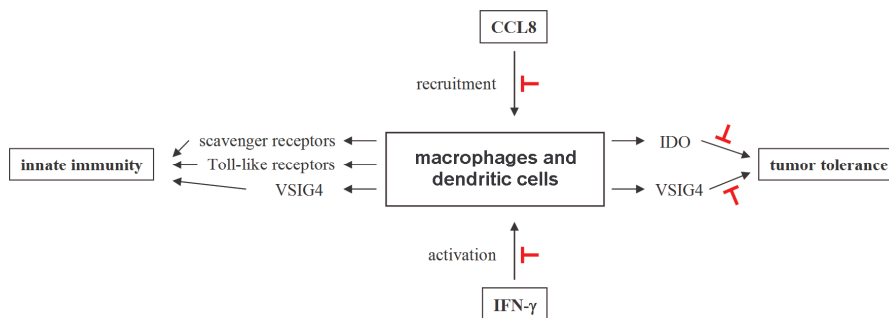 CCL8
recruitment
scavenger receptors
Toll-like receptors
VSIG4
innate immunity
macrophages and
dendritic cells
IDO
VSIG4
tumor tolerance
activation
IFN-γ